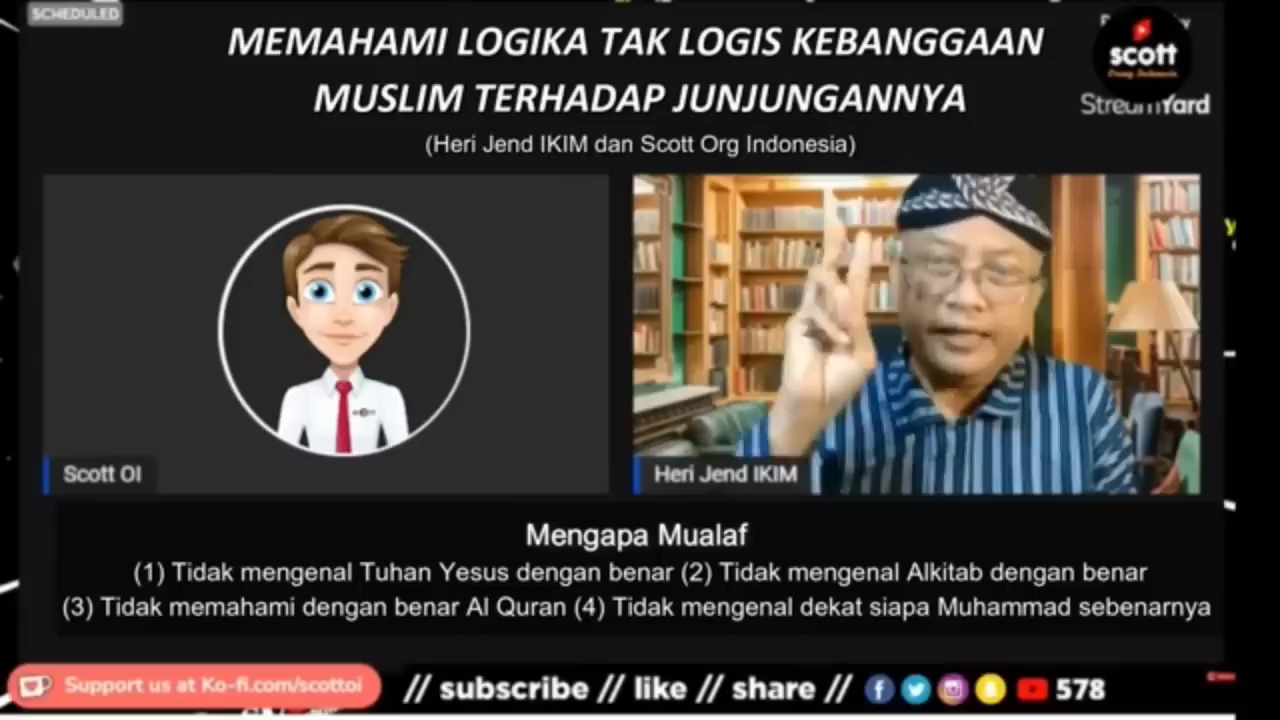 SCHEDULED
MEMAHAMI LOGIKA TAK LOGIS KEBANGGAAN
MUSLIM TERHADAP JUNJUNGANNYA
(Heri Jend IKIM dan Scott Org Indonesia)
scott
Orang Indonesia
StreamYard
Scott OI
Heri Jend IKIM
Mengapa Mualaf
(1) Tidak mengenal Tuhan Yesus dengan benar (2) Tidak mengenal Alkitab dengan benar
(3) Tidak memahami dengan benar Al Quran (4) Tidak mengenal dekat siapa Muhammad sebenarnya
Support us at Ko-fi.com/scottoi
// subscribe // like // share // 578